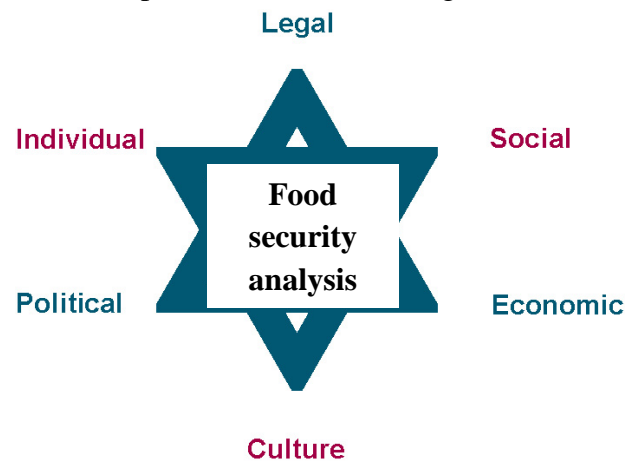 Legal
Individual
Social
Food
security
analysis
Political
Economic
Culture